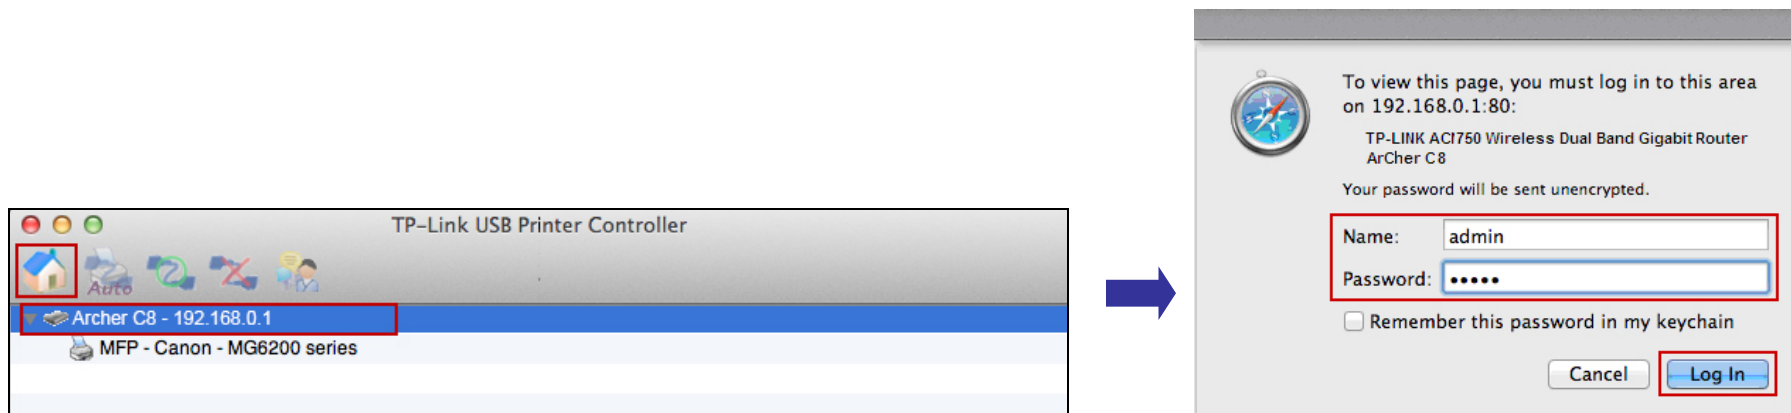 TP-Link USB Printer Controller
Auto
Archer C8 - 192.168.0.1
MFP - Canon - MG6200 series
To view this page, you must log in to this area
on 192.168.0.1:80:
TP-LINK AC1750 Wireless Dual Band Gigabit Router
ArCher C8
Your password will be sent unencrypted.
Name: admin
Password: •••••
Remember this password in my keychain
Cancel Log In